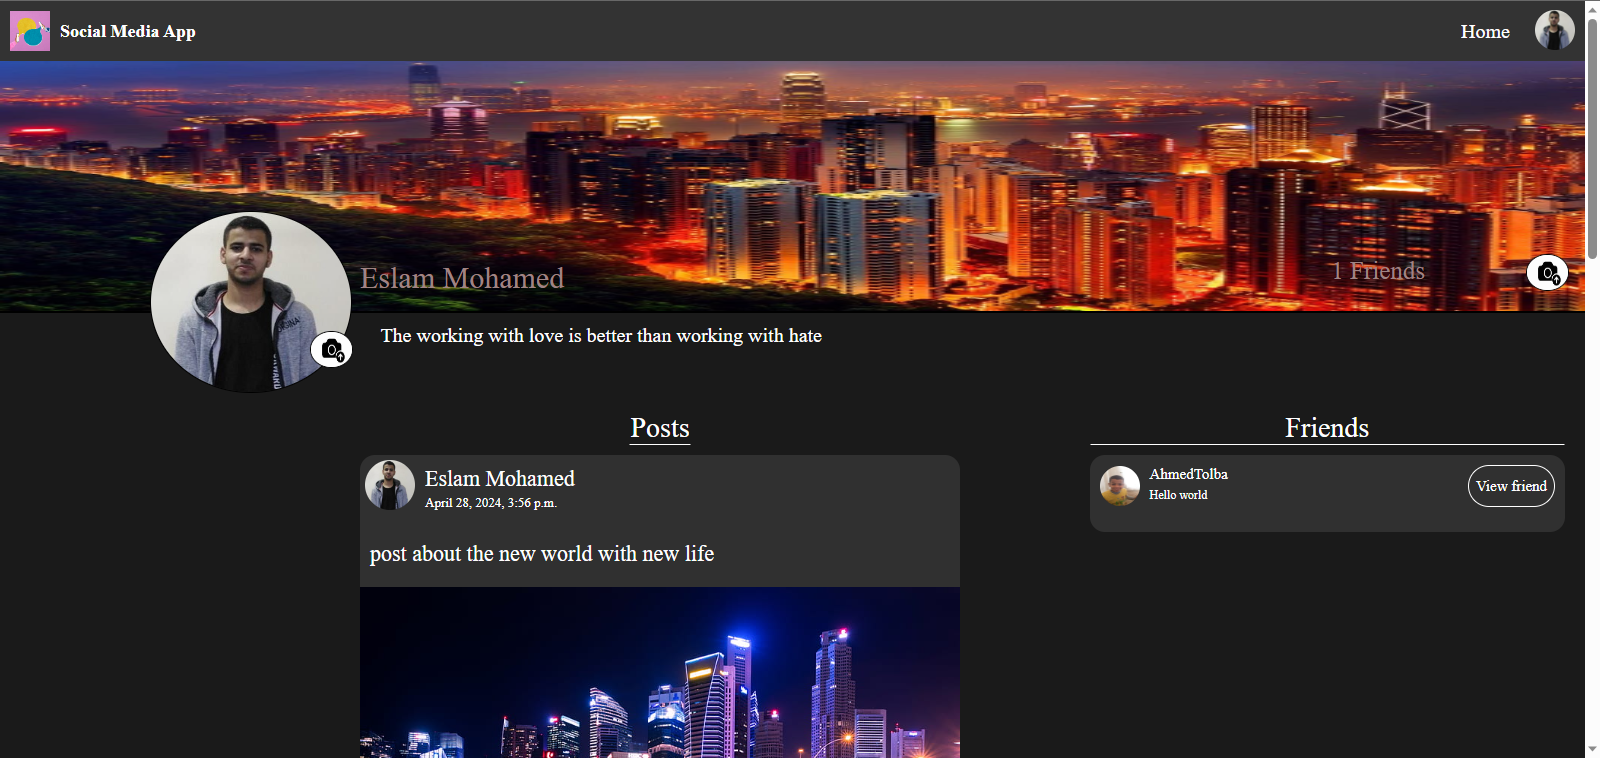 Social Media App
Home
Eslam Mohamed
1 Friends
The working with love is better than working with hate
Posts
Eslam Mohamed
April 28, 2024, 3:56 p.m.
post about the new world with new life
Friends
AhmedTolba
Hello world
View friend